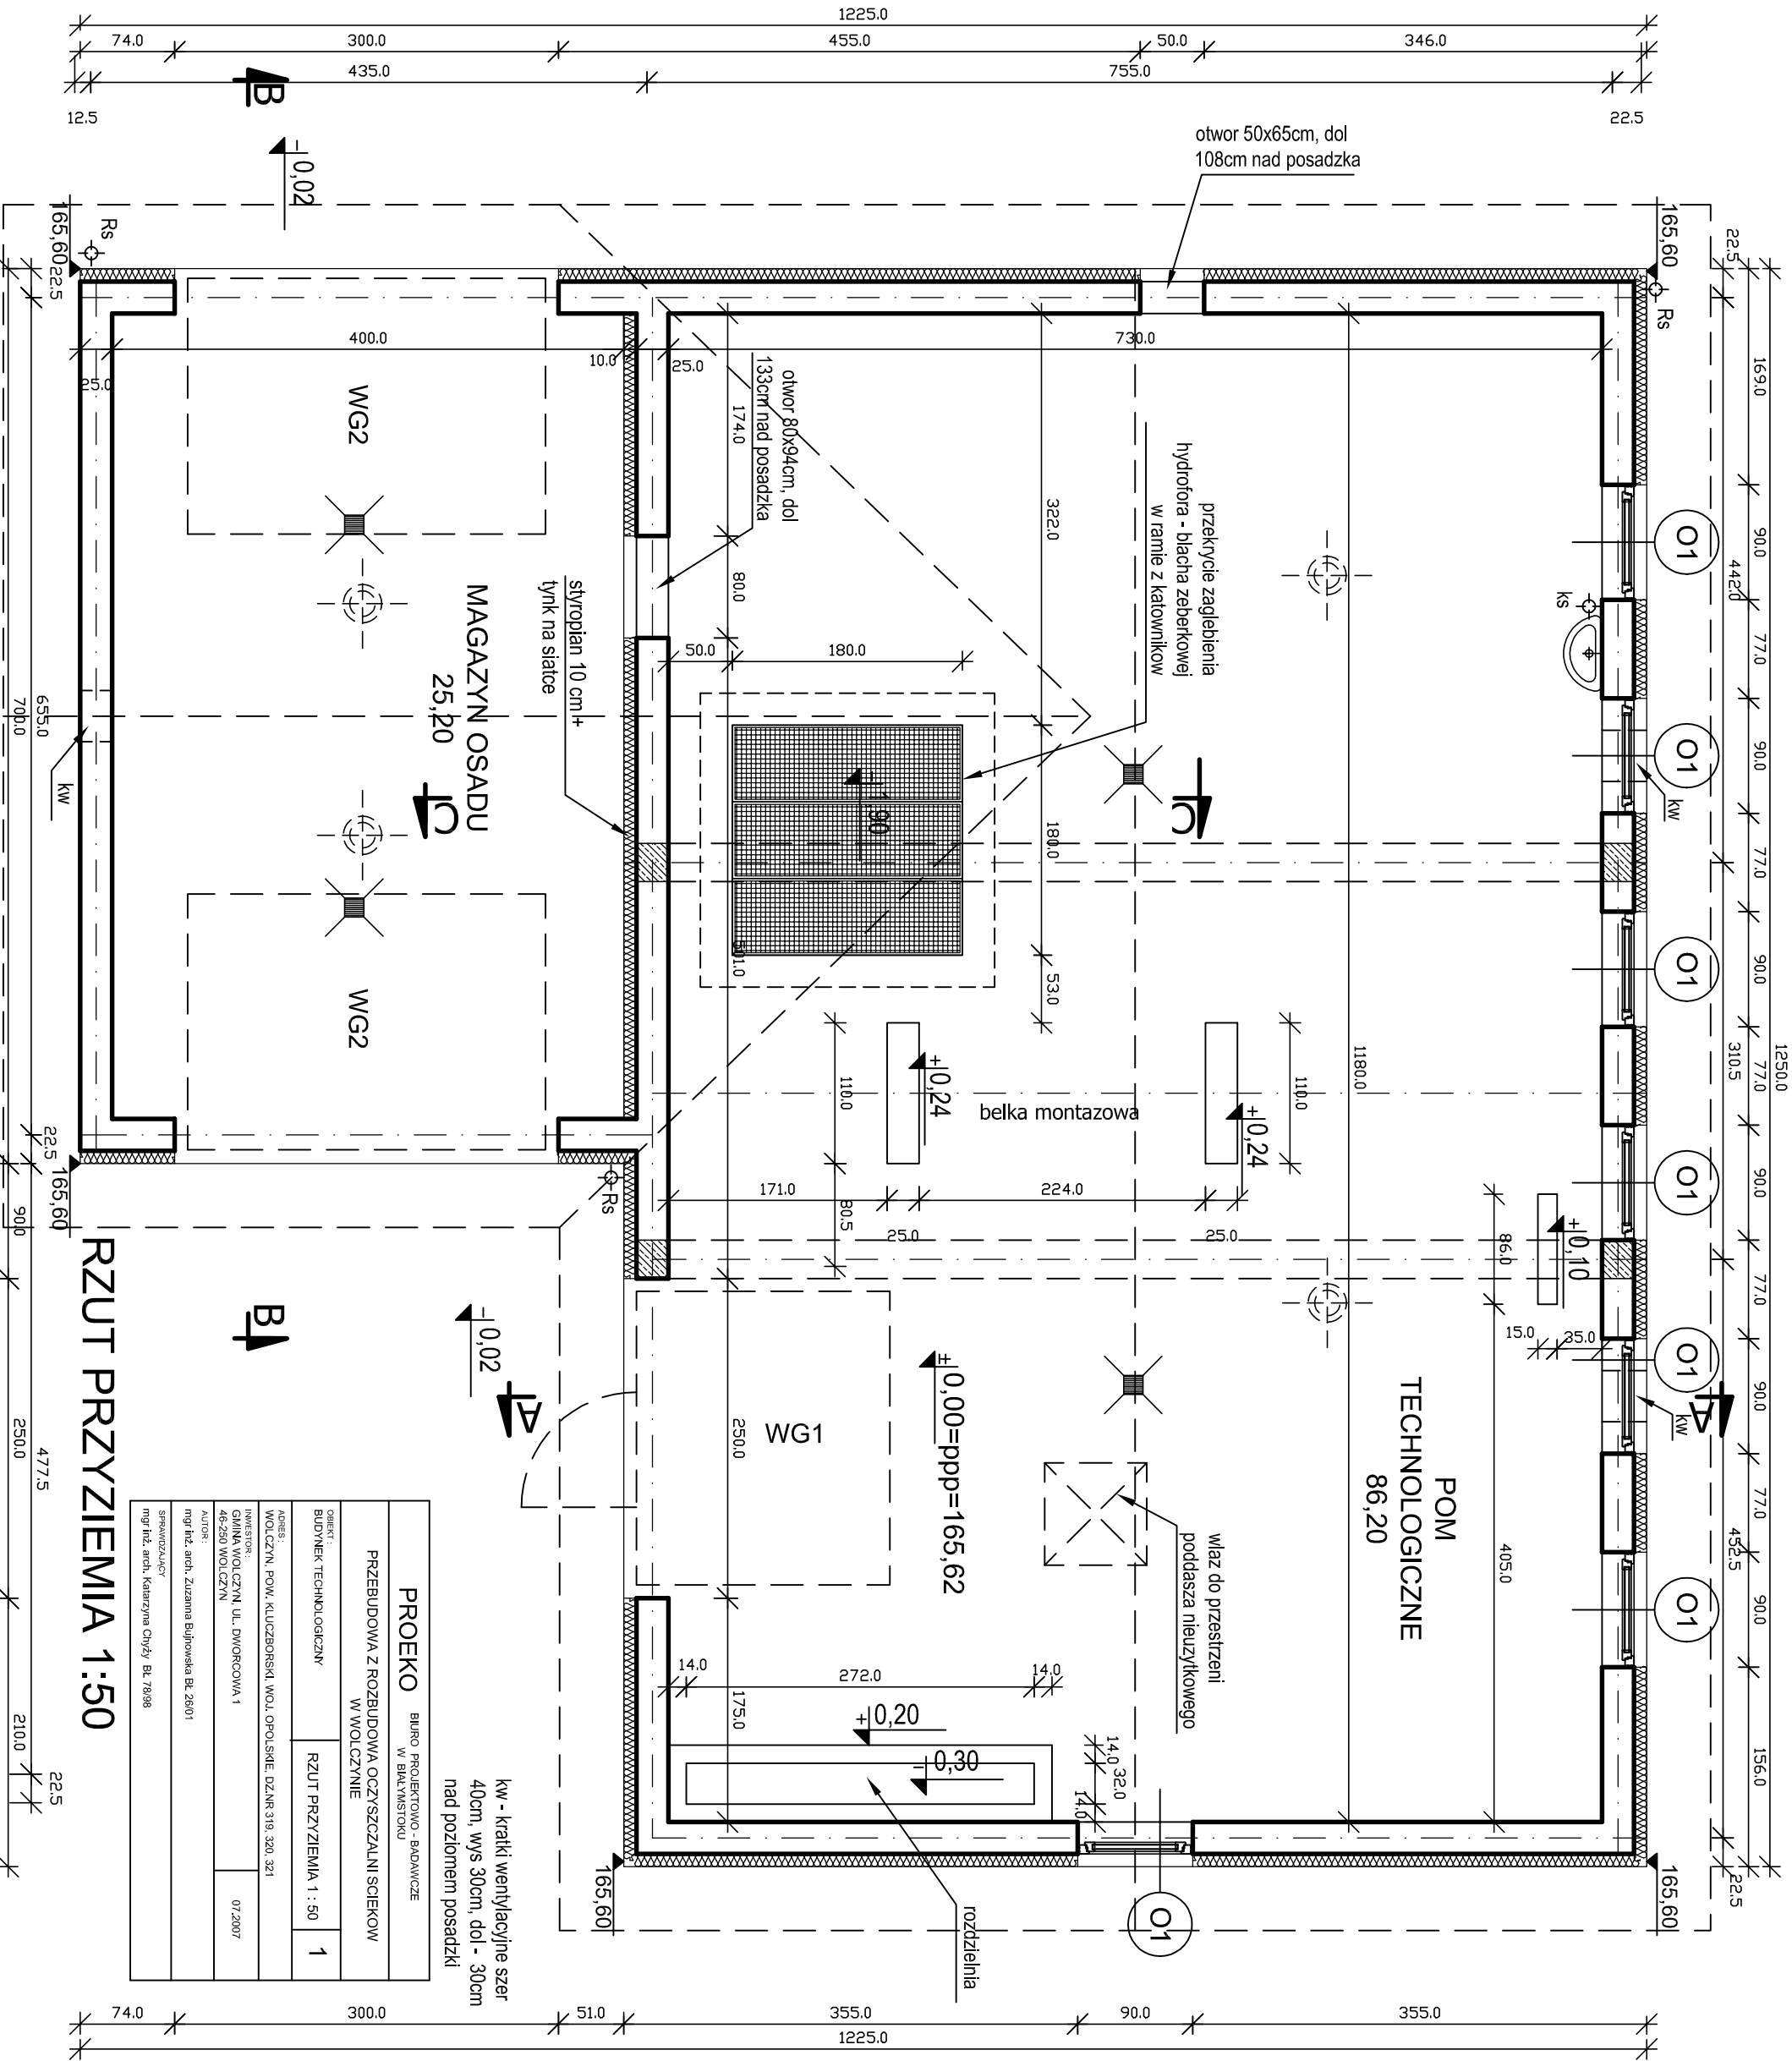 1225.0
74.0
300.0
455.0
50.0
346.0
435.0
755.0
12.5
22.5
B
-0,02
otwor 50x65cm, dol
108cm nad posadzka
165,60
Rs
22.5
165,60
Rs
22.5
1250.0
169.0
90.0
77.0
90.0
77.0
90.0
77.0
90.0
77.0
90.0
77.0
90.0
156.0
442.0
310.5
452.5
22.5
O1
O1
O1
O1
O1
O1
kw
kw
A
ks
400.0
25.0
10.0
25.0
730.0
WG2
otwor 80x94cm, dol
133cm nad posadzka
174.0
80.0
322.0
przekrycie zaglebienia
hydrofora - blacha zeberkowej
w ramie z katownikow
styropian 10 cm +
tynk na siatce
MAGAZYN OSADU
25,20
50.0
180.0
-1,90
180.0
53.0
501.0
C
C
WG2
655.0
700.0
kw
22.5
165,60
90.0
1180.0
110.0
110.0
+0,24
+0,24
belka montazowa
171.0
224.0
80.5
25.0
25.0
Rs
86.0
+0,10
15.0
35.0
405.0
POM
TECHNOLOGICZNE
86,20
±0,00=ppp=165,62
WG1
250.0
175.0
wlaz do przestrzeni
poddasza nieuzytkowego
14.0
272.0
14.0
+0,20
-0,30
14.0
32.0
14.0
rozdzielnia
O1
165,60
165,60
A
-0,02
B
477.5
250.0
210.0
22.5
RZUT PRZYZIEMIA 1:50
kw - kratki wentylacyjne szer
40cm, wys 30cm, dol - 30cm
nad poziomem posadzki
PROEKO
BIURO PROJEKTOWO - BADAWCZE
W BIAŁYMSTOKU
PRZEBUDOWA Z ROZBUDOWA OCZYSZCZALNI SCIEKOW
W WOLCZYNIE
OBIEKT :
BUDYNEK TECHNOLOGICZNY
RZUT PRZYZIEMIA 1 : 50
1
ADRES :
WOLCZYN, POW. KLUCZBORSKI, WOJ. OPOLSKIE, DZ.NR 319, 320, 321
INWESTOR :
GMINA WOLCZYN, UL. DWORCOWA 1
46-250 WOLCZYN
07.2007
AUTOR :
mgr inż. arch. Zuzanna Bujnowska BŁ 26/01
SPRAWDZAJĄCY
mgr inż. arch. Katarzyna Chyży BŁ 78/98
74.0
300.0
51.0
355.0
90.0
355.0
1225.0